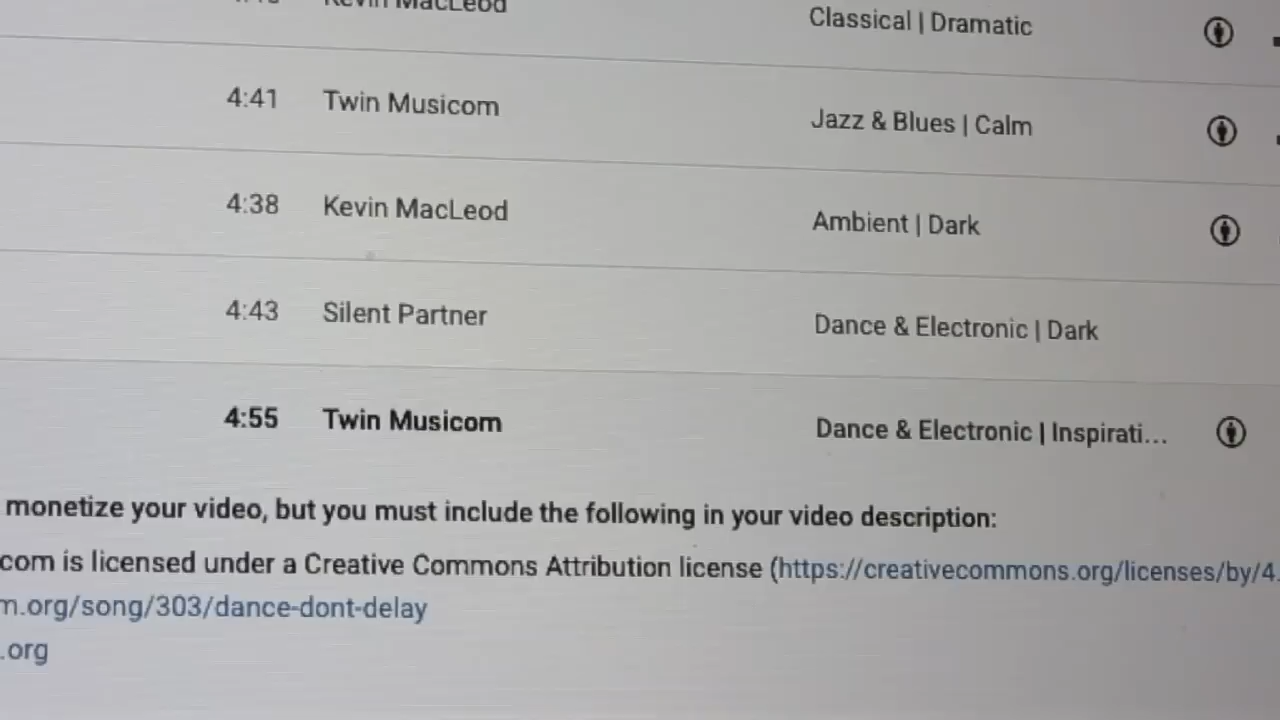 Kevin MacLeod Classical | Dramatic
4:41 Twin Musicom Jazz & Blues | Calm
4:38 Kevin MacLeod Ambient | Dark
4:43 Silent Partner Dance & Electronic | Dark
4:55 Twin Musicom Dance & Electronic | Inspirati...
monetize your video, but you must include the following in your video description:
com is licensed under a Creative Commons Attribution license (https://creativecommons.org/licenses/by/4.
m.org/song/303/dance-dont-delay
.org